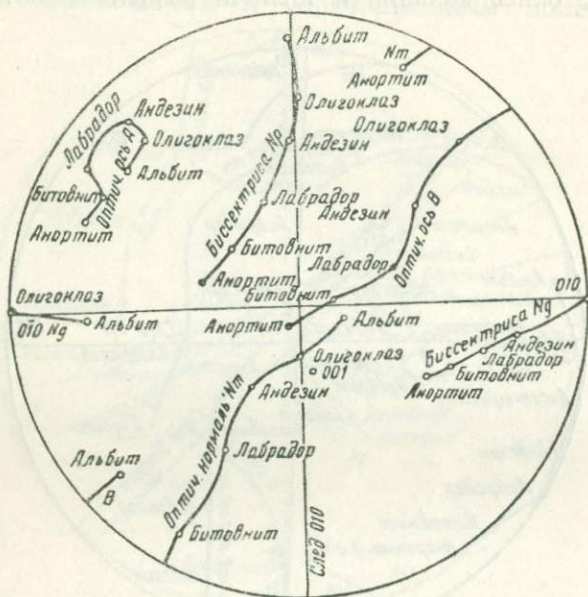 Альбит
Nm
Анортит
Олигоклаз
Андезин
Олигоклаз
Альбит
Лабрадор
Битовнит
Анортит
Оптич. ось А
Олигоклаз
Андезин
Биссектриса Np
Лабрадор
Битовнит
Анортит
Андезин
Лабрадор
Битовнит
Анортит
Оптич. ось В
010
Олигоклаз
010 Ng
Альбит
Альбит
Олигоклаз
001
Андезин
Лабрадор
Битовнит
Оптич. нормаль Nm
Биссектриса Ng
Андезин
Лабрадор
Битовнит
Анортит
Альбит
В
След 010